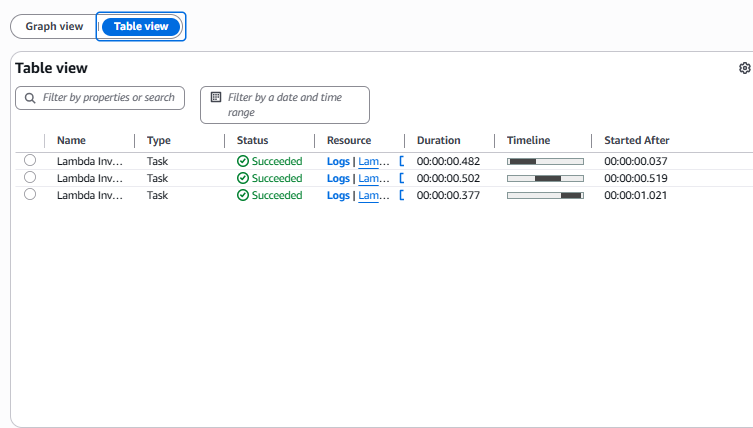 Graph view Table view
Table view
Filter by properties or search Filter by a date and time
range
Name Type Status Resource Duration Timeline Started After
Lambda Inv... Task Succeeded Logs | Lam... 00:00:00.482 00:00:00.037
Lambda Inv... Task Succeeded Logs | Lam... 00:00:00.502 00:00:00.519
Lambda Inv... Task Succeeded Logs | Lam... 00:00:00.377 00:00:01.021